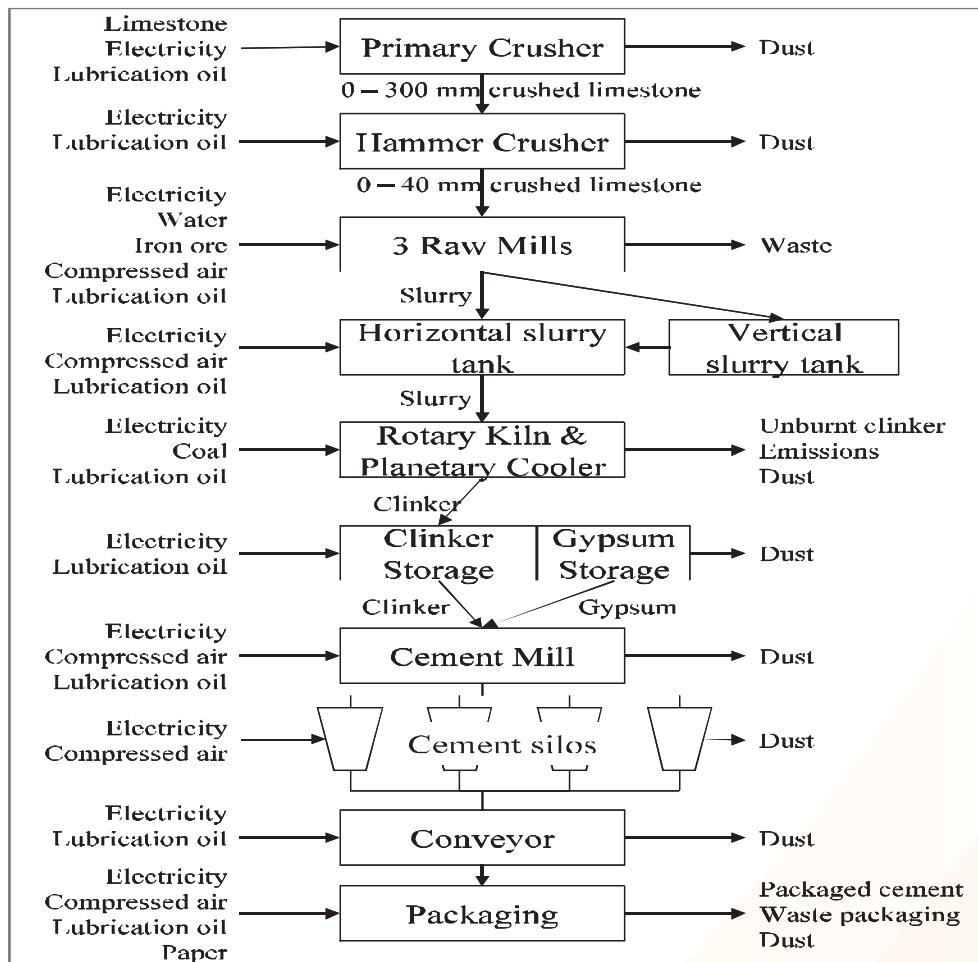 Limestone
Electricity
Lubrication oil
Primary Crusher
Dust
0 – 300 mm crushed limestone
Electricity
Lubrication oil
Hammer Crusher
Dust
0 – 40 mm crushed limestone
Electricity
Water
Iron ore
Compressed air
Lubrication oil
3 Raw Mills
Waste
Slurry
Electricity
Compressed air
Lubrication oil
Horizontal slurry
tank
Vertical
slurry tank
Slurry
Electricity
Coal
Lubrication oil
Rotary Kiln &
Planetary Cooler
Unburnt clinker
Emissions
Dust
Clinker
Electricity
Lubrication oil
Clinker
Storage
Gypsum
Storage
Dust
Clinker
Gypsum
Electricity
Compressed air
Lubrication oil
Cement Mill
Dust
Electricity
Compressed air
Cement silos
Dust
Electricity
Lubrication oil
Conveyor
Dust
Electricity
Compressed air
Lubrication oil
Paper
Packaging
Packaged cement
Waste packaging
Dust